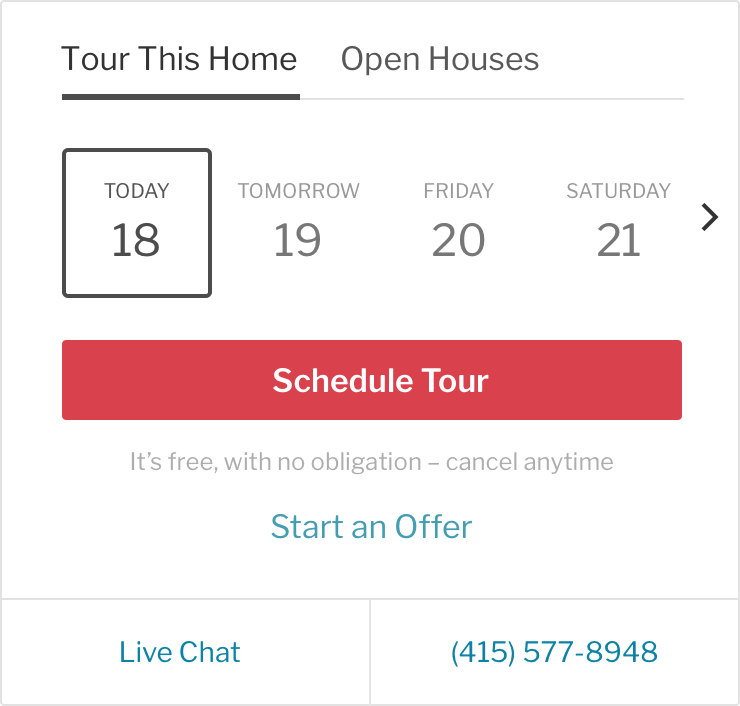 Tour This Home Open Houses
TODAY TOMORROW FRIDAY SATURDAY
18 19 20 21
Schedule Tour
It’s free, with no obligation – cancel anytime
Start an Offer
Live Chat (415) 577-8948